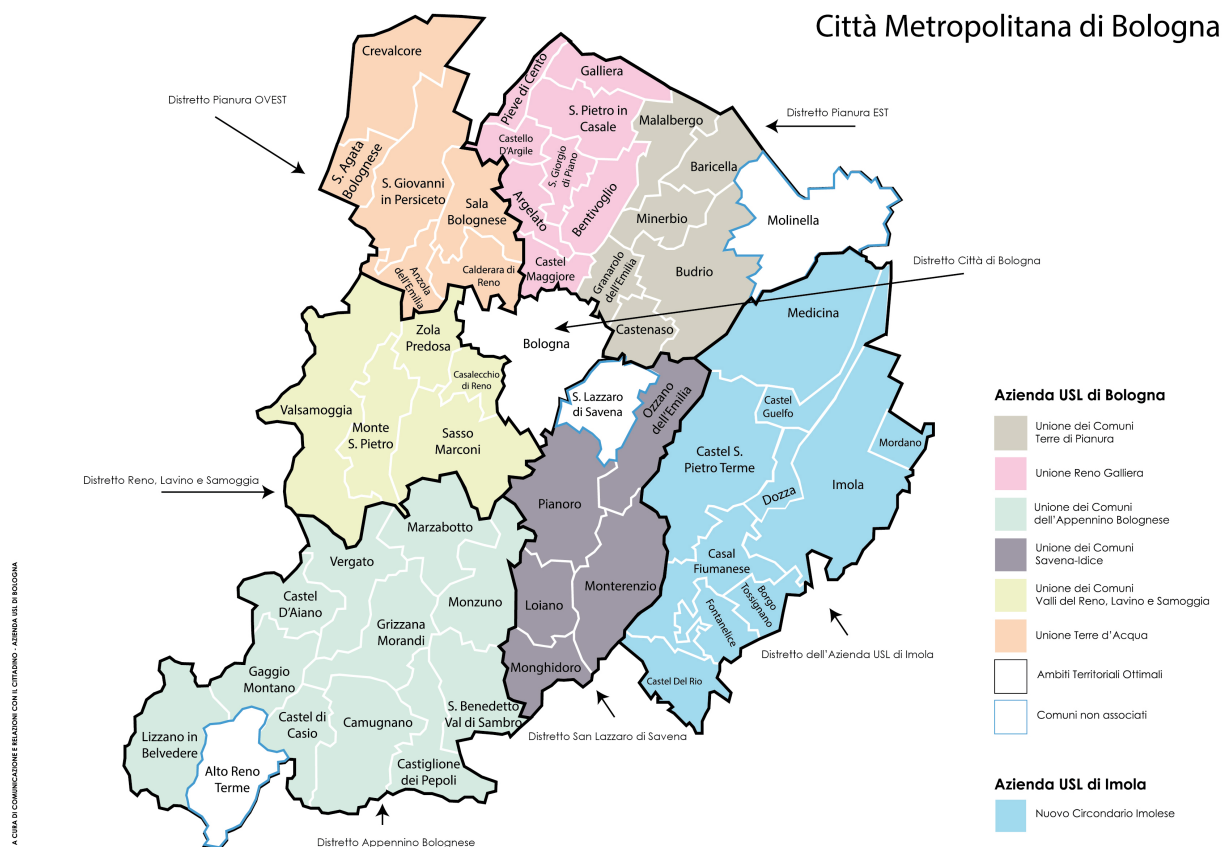 Città Metropolitana di Bologna
Crevalcore
Distretto Pianura OVEST
S. Agata
Bolognese
S. Giovanni
in Persiceto
Sala
Bolognese
Anzola
dell'Emilia
Calderara di
Reno
Pieve di Cento
Galliera
S. Pietro in
Casale
Castello
D'Argile
S. Giorgio
di Piano
Argelato
Bentivoglio
Castel
Maggiore
Malalbergo
Baricella
Minerbio
Granarolo
dell'Emilia
Budrio
Castenaso
Distretto Pianura EST
Molinella
Distretto Città di Bologna
Bologna
Zola
Predosa
Casalecchio
di Reno
Valsamoggia
Monte
S. Pietro
Sasso
Marconi
Distretto Reno, Lavino e Samoggia
S. Lazzaro
di Savena
Ozzano
dell'Emilia
Pianoro
Monterenzio
Loiano
Monghidoro
Distretto San Lazzaro di Savena
Medicina
Castel
Guelfo
Castel S.
Pietro Terme
Mordano
Dozza
Imola
Casal
Fiumanese
Borgo
Tossignano
Fontanelice
Castel Del Rio
Distretto dell'Azienda USL di Imola
Marzabotto
Vergato
Castel
D'Aiano
Monzuno
Grizzana
Morandi
Gaggio
Montano
Castel di
Casio
Camugnano
S. Benedetto
Val di Sambro
Lizzano in
Belvedere
Alto Reno
Terme
Castiglione
dei Pepoli
Distretto Appennino Bolognese
Azienda USL di Bologna
Unione dei Comuni
Terre di Pianura
Unione Reno Galliera
Unione dei Comuni
dell'Appennino Bolognese
Unione dei Comuni
Savena-Idice
Unione dei Comuni
Valli del Reno, Lavino e Samoggia
Unione Terre d'Acqua
Ambiti Territoriali Ottimali
Comuni non associati
Azienda USL di Imola
Nuovo Circondario Imolese
A CURA DI COMUNICAZIONE E RELAZIONI CON IL CITTADINO - AZIENDA USL DI BOLOGNA